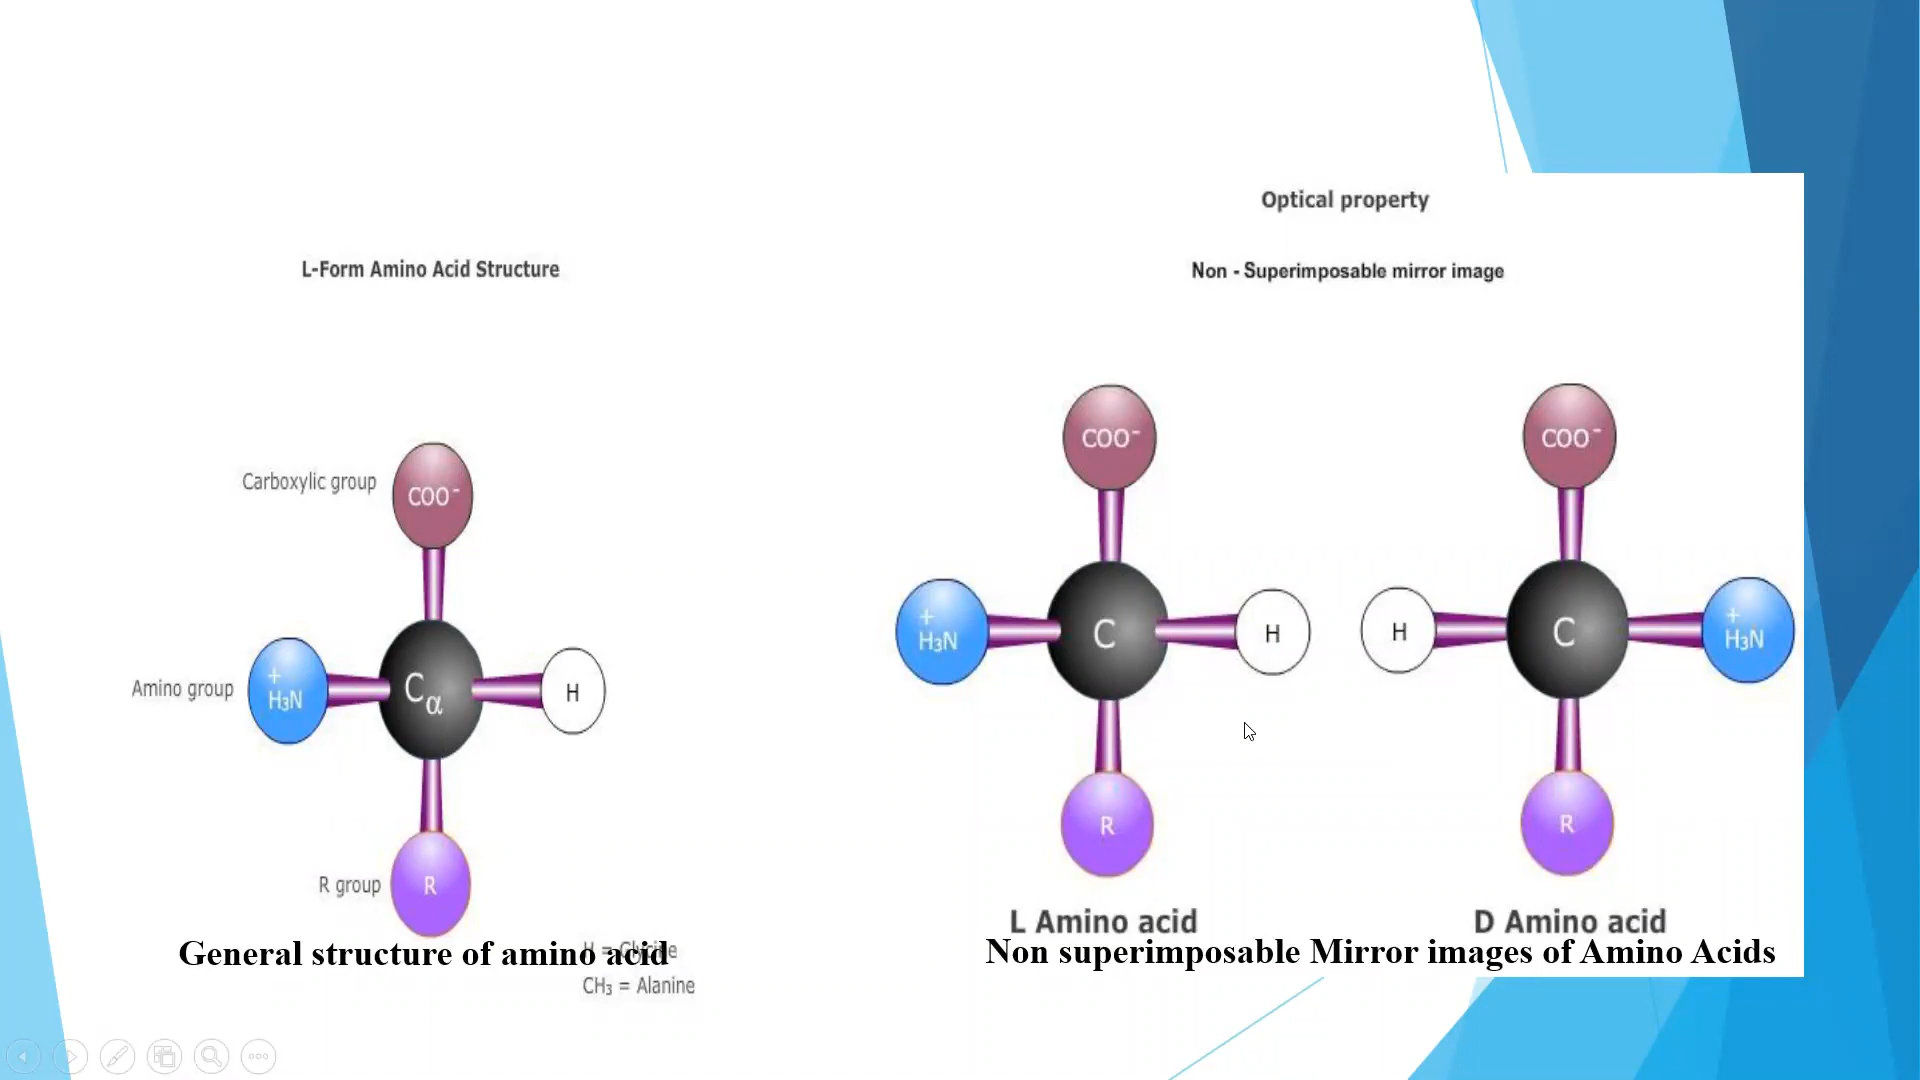 L-Form Amino Acid Structure
Carboxylic group
COO⁻
Amino group
+
H₃N
Cα
H
R group
R
General structure of amino acid
H = Glycine
CH₃ = Alanine
Optical property
Non - Superimposable mirror image
COO⁻
+
H₃N
C
H
R
L Amino acid
COO⁻
H
C
+
H₃N
R
D Amino acid
Non superimposable Mirror images of Amino Acids